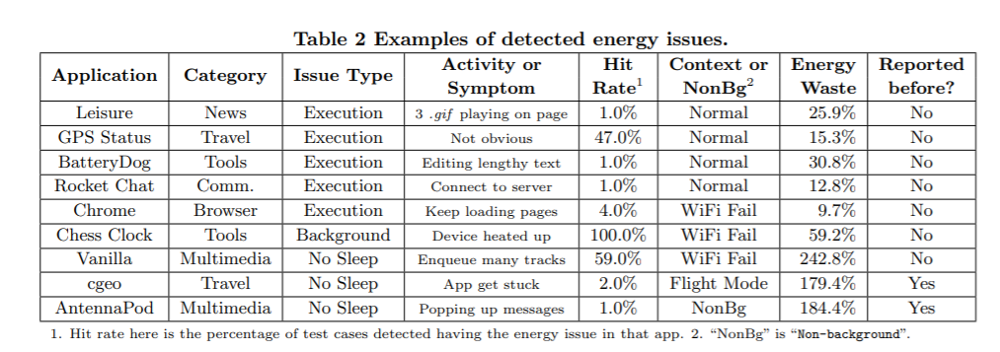 Table 2 Examples of detected energy issues.
Application Category Issue Type Activity or Symptom Hit Rate1 Context or NonBg2 Energy Waste Reported before?
Leisure News Execution 3 .gif playing on page 1.0% Normal 25.9% No
GPS Status Travel Execution Not obvious 47.0% Normal 15.3% No
BatteryDog Tools Execution Editing lengthy text 1.0% Normal 30.8% No
Rocket Chat Comm. Execution Connect to server 1.0% Normal 12.8% No
Chrome Browser Execution Keep loading pages 4.0% WiFi Fail 9.7% No
Chess Clock Tools Background Device heated up 100.0% WiFi Fail 59.2% No
Vanilla Multimedia No Sleep Enqueue many tracks 59.0% WiFi Fail 242.8% No
cgeo Travel No Sleep App get stuck 2.0% Flight Mode 179.4% Yes
AntennaPod Multimedia No Sleep Popping up messages 1.0% NonBg 184.4% Yes
1. Hit rate here is the percentage of test cases detected having the energy issue in that app. 2. “NonBg” is “Non-background”.